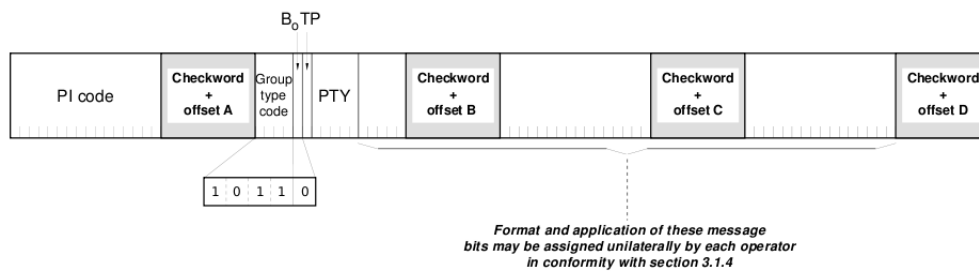 B₀ TP
PI code
Checkword
+
offset A
Group
type
code
PTY
Checkword
+
offset B
Checkword
+
offset C
Checkword
+
offset D
1 0 1 1 0
Format and application of these message
bits may be assigned unilaterally by each operator
in conformity with section 3.1.4